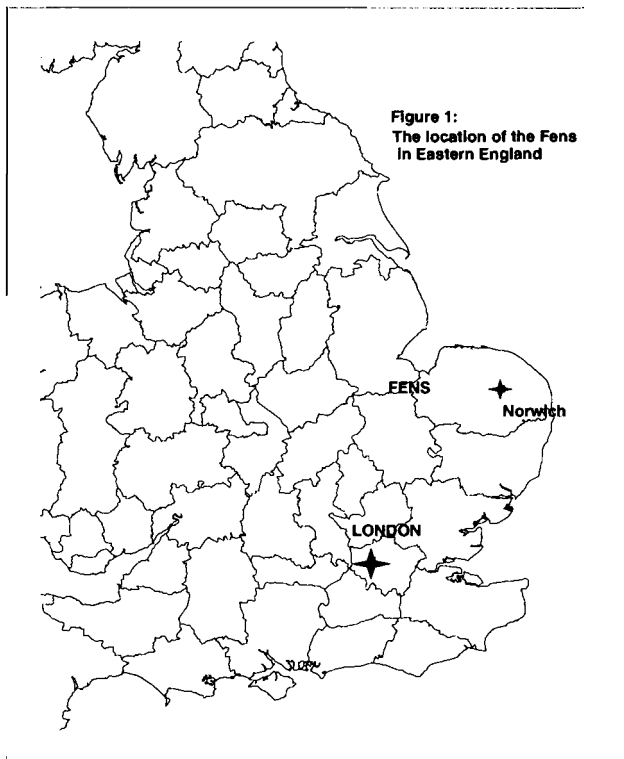 Figure 1:
The location of the Fens
in Eastern England
FENS
Norwich
LONDON